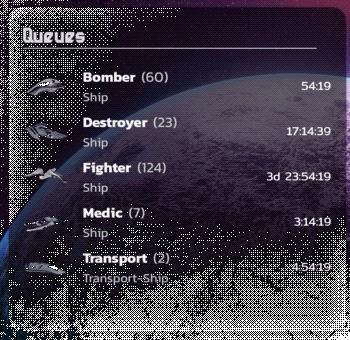 Queues
Bomber (60)
54:19
Ship
Destroyer (23)
17:14:39
Ship
Fighter (124)
3d 23:54:19
Ship
Medic (7)
3:14:19
Ship
Transport (2)
4:54:19
Transport-Ship